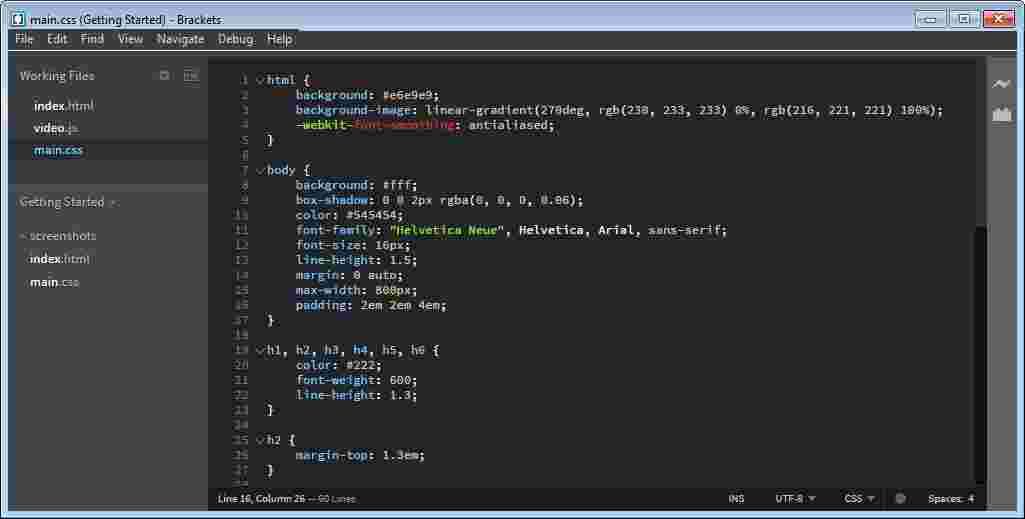 main.css (Getting Started) - Brackets
File Edit Find View Navigate Debug Help
Working Files
index.html
video.js
main.css
Getting Started
screenshots
index.html
main.css
1 html {
2 background: #e6e9e9;
3 background-image: linear-gradient(270deg, rgb(230, 233, 233) 0%, rgb(216, 221, 221) 100%);
4 -webkit-font-smoothing: antialiased;
5 }
6
7 body {
8 background: #fff;
9 box-shadow: 0 0 2px rgba(0, 0, 0, 0.06);
10 color: #545454;
11 font-family: "Helvetica Neue", Helvetica, Arial, sans-serif;
12 font-size: 16px;
13 line-height: 1.5;
14 margin: 0 auto;
15 max-width: 800px;
16 padding: 2em 2em 4em;
17 }
18
19 h1, h2, h3, h4, h5, h6 {
20 color: #222;
21 font-weight: 600;
22 line-height: 1.3;
23 }
24
25 h2 {
26 margin-top: 1.3em;
27 }
Line 16, Column 26 — 60 Lines INS UTF-8 CSS Spaces: 4